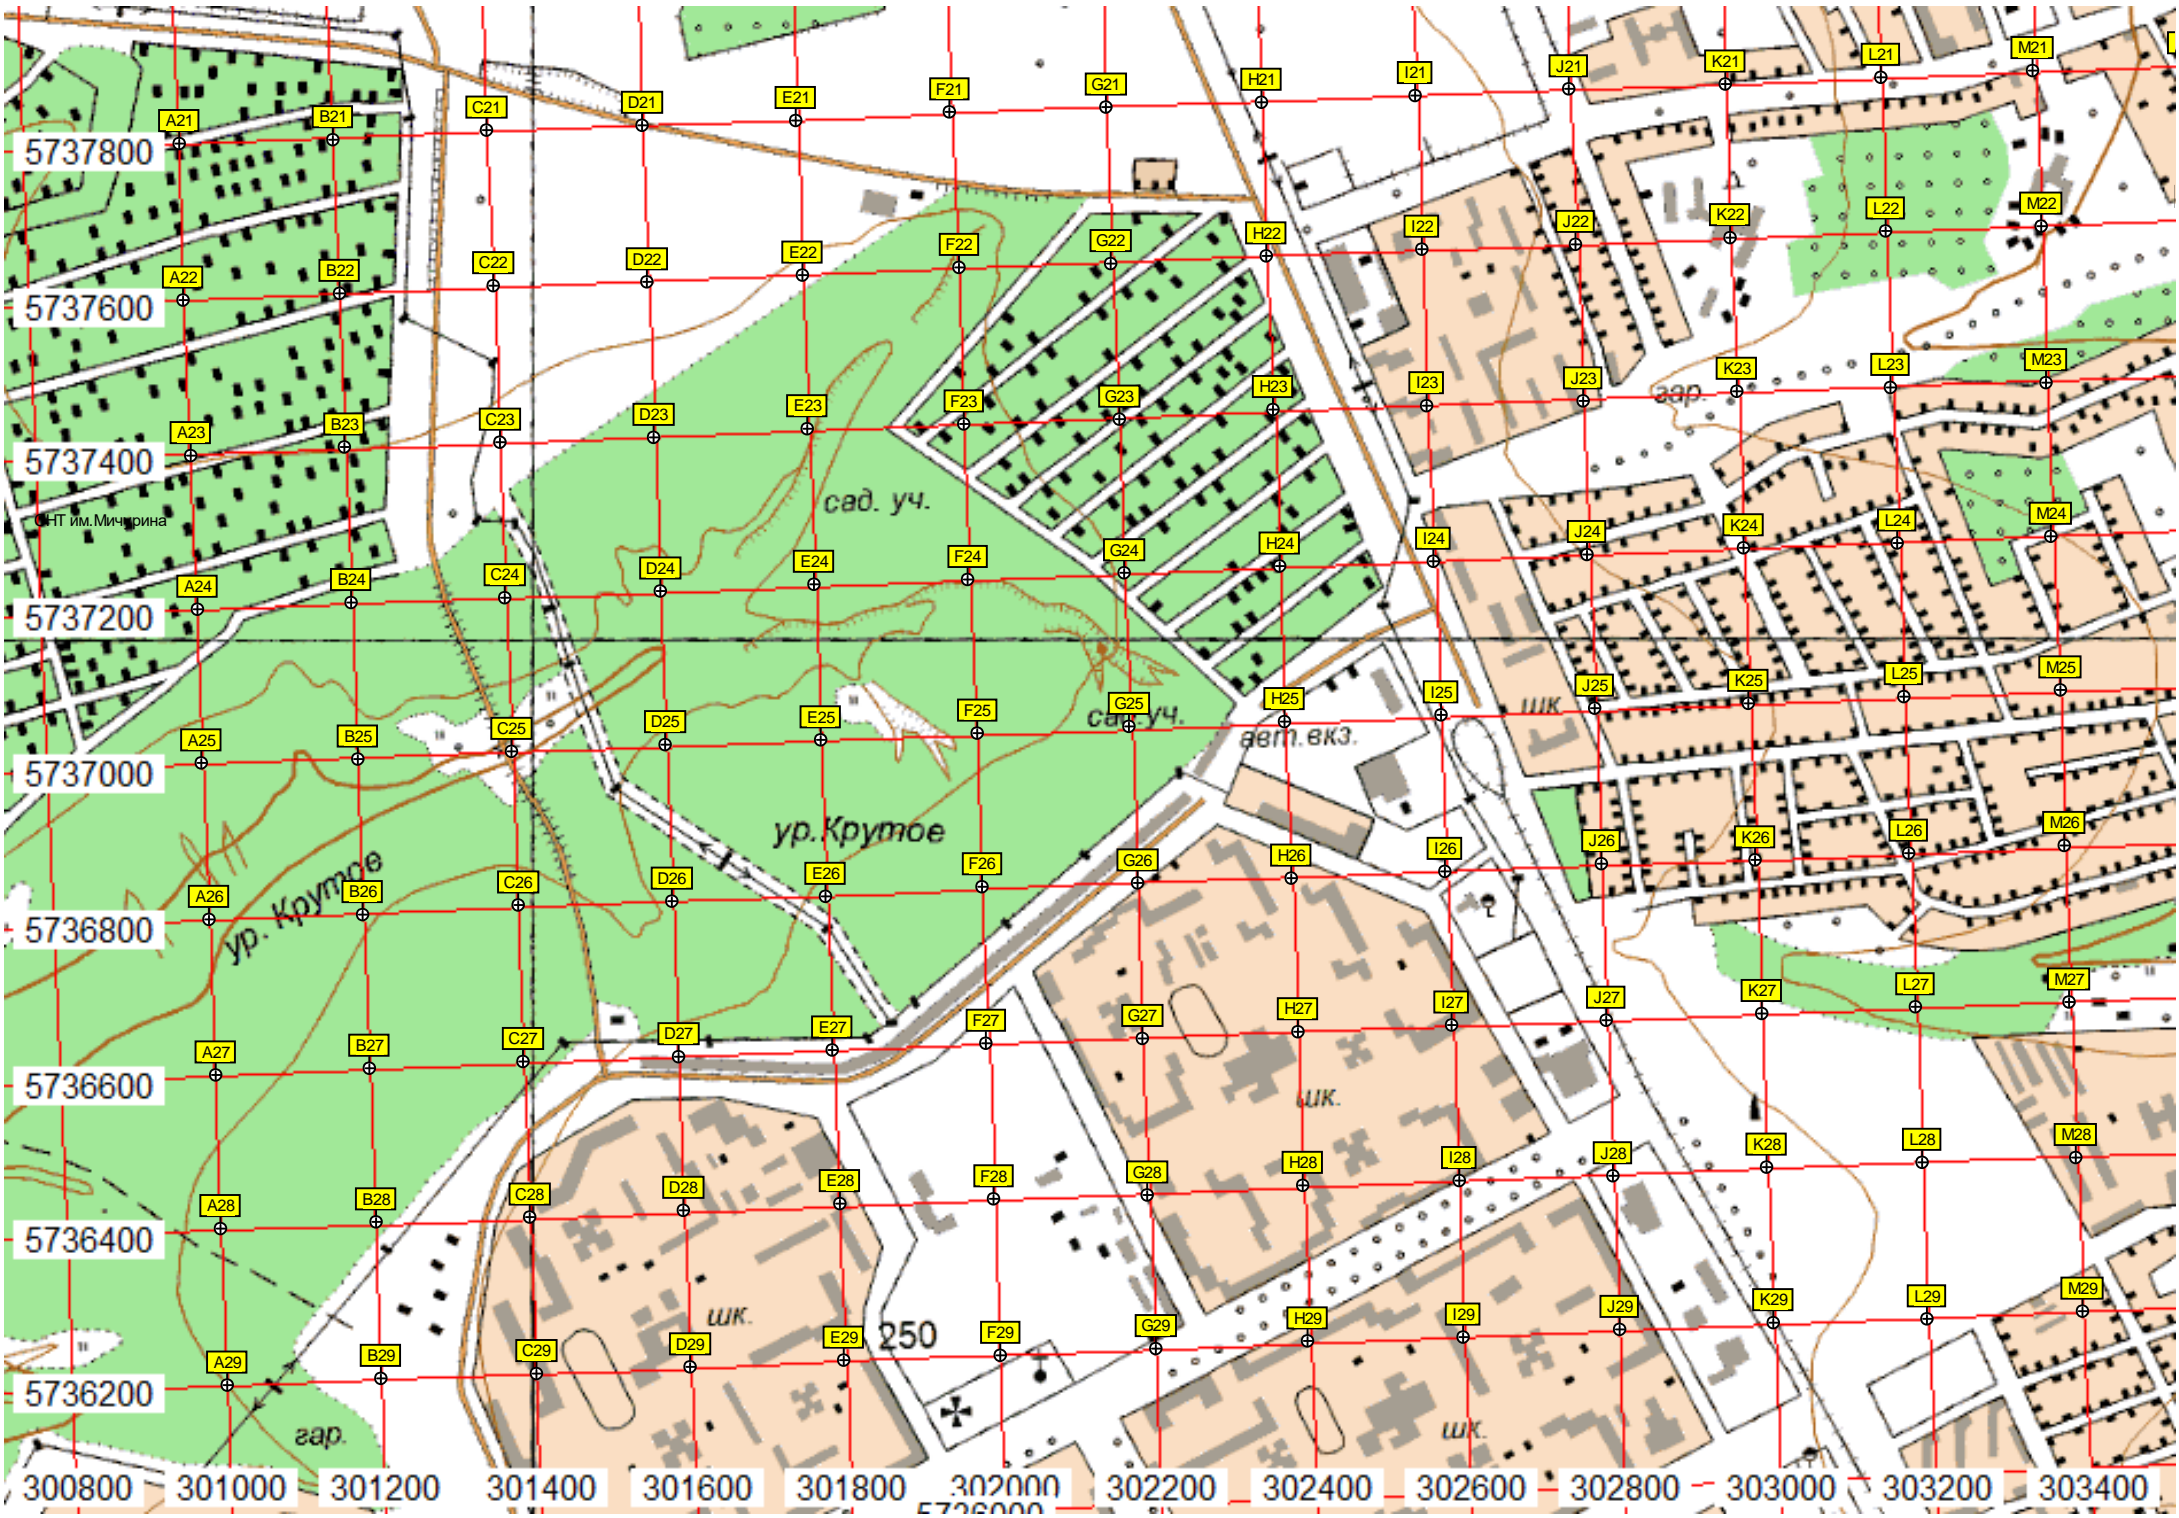 A21 B21 C21 D21 E21 F21 G21 H21 I21 J21 K21 L21 M21
5737800
A22 B22 C22 D22 E22 F22 G22 H22 I22 J22 K22 L22 M22
5737600
A23 B23 C23 D23 E23 F23 G23 H23 I23 J23 K23 L23 M23
гар.
5737400
сад. уч.
СНТ им.Мичурина
A24 B24 C24 D24 E24 F24 G24 H24 I24 J24 K24 L24 M24
5737200
A25 B25 C25 D25 E25 F25 G25 H25 I25 J25 K25 L25 M25
шк
сад. уч.
авт.вкз.
5737000
ур.Крутое
A26 B26 C26 D26 E26 F26 G26 H26 I26 J26 K26 L26 M26
ур. Крутое
5736800
A27 B27 C27 D27 E27 F27 G27 H27 I27 J27 K27 L27 M27
5736600
шк.
A28 B28 C28 D28 E28 F28 G28 H28 I28 J28 K28 L28 M28
5736400
шк.
250
A29 B29 C29 D29 E29 F29 G29 H29 I29 J29 K29 L29 M29
5736200
гар.
шк.
300800 301000 301200 301400 301600 301800 302000 302200 302400 302600 302800 303000 303200 303400